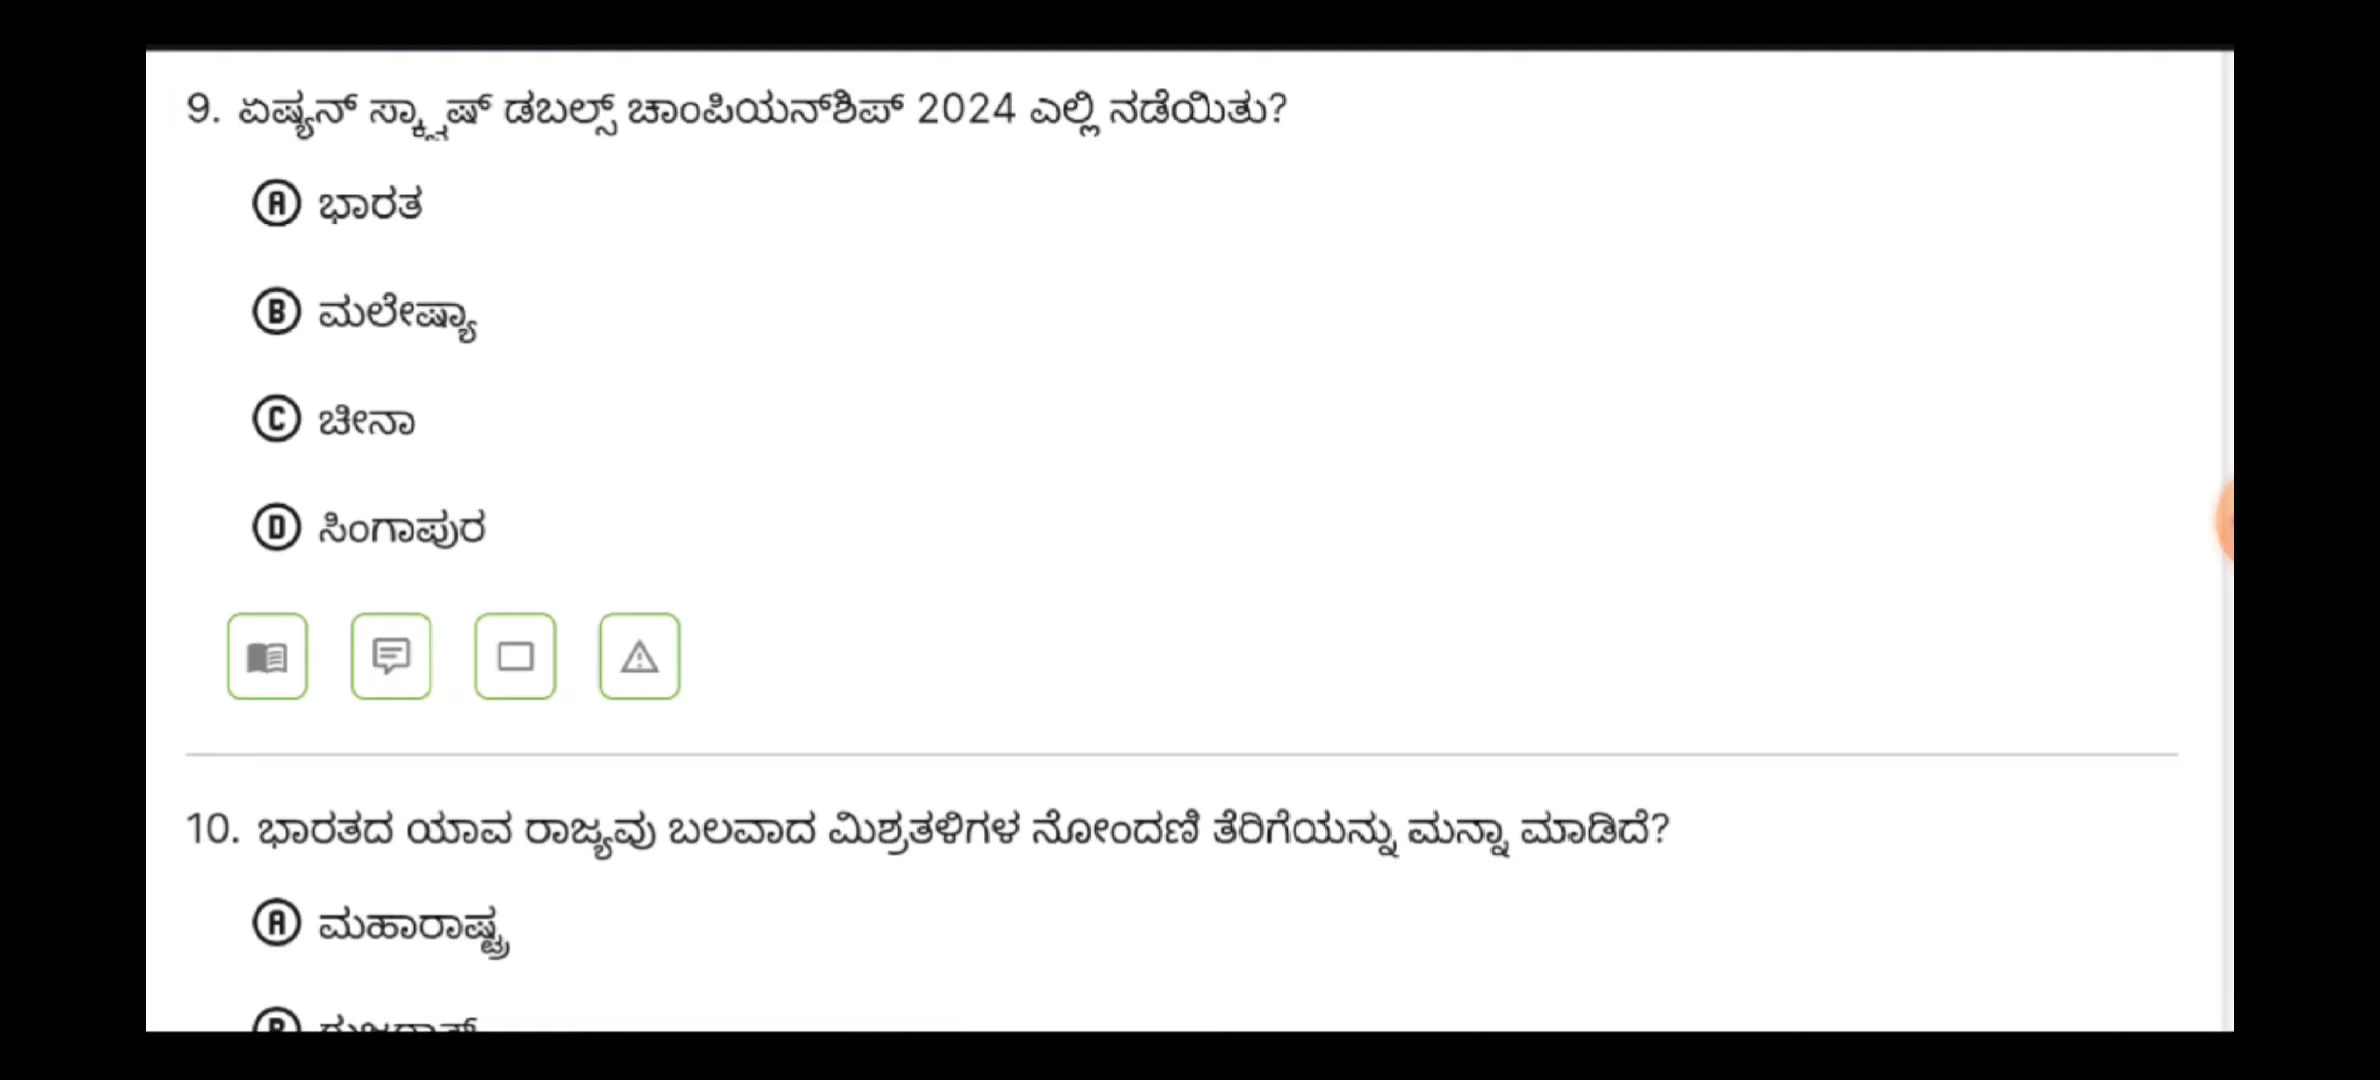 9. ಏಷ್ಯನ್ ಸ್ಕ್ವಾಷ್ ಡಬಲ್ಸ್ ಚಾಂಪಿಯನ್‌ಶಿಪ್ 2024 ಎಲ್ಲಿ ನಡೆಯಿತು?
A ಭಾರತ
B ಮಲೇಷ್ಯಾ
C ಚೀನಾ
D ಸಿಂಗಾಪುರ
10. ಭಾರತದ ಯಾವ ರಾಜ್ಯವು ಬಲವಾದ ಮಿಶ್ರತಳಿಗಳ ನೋಂದಣಿ ತೆರಿಗೆಯನ್ನು ಮನ್ನಾ ಮಾಡಿದೆ?
A ಮಹಾರಾಷ್ಟ್ರ